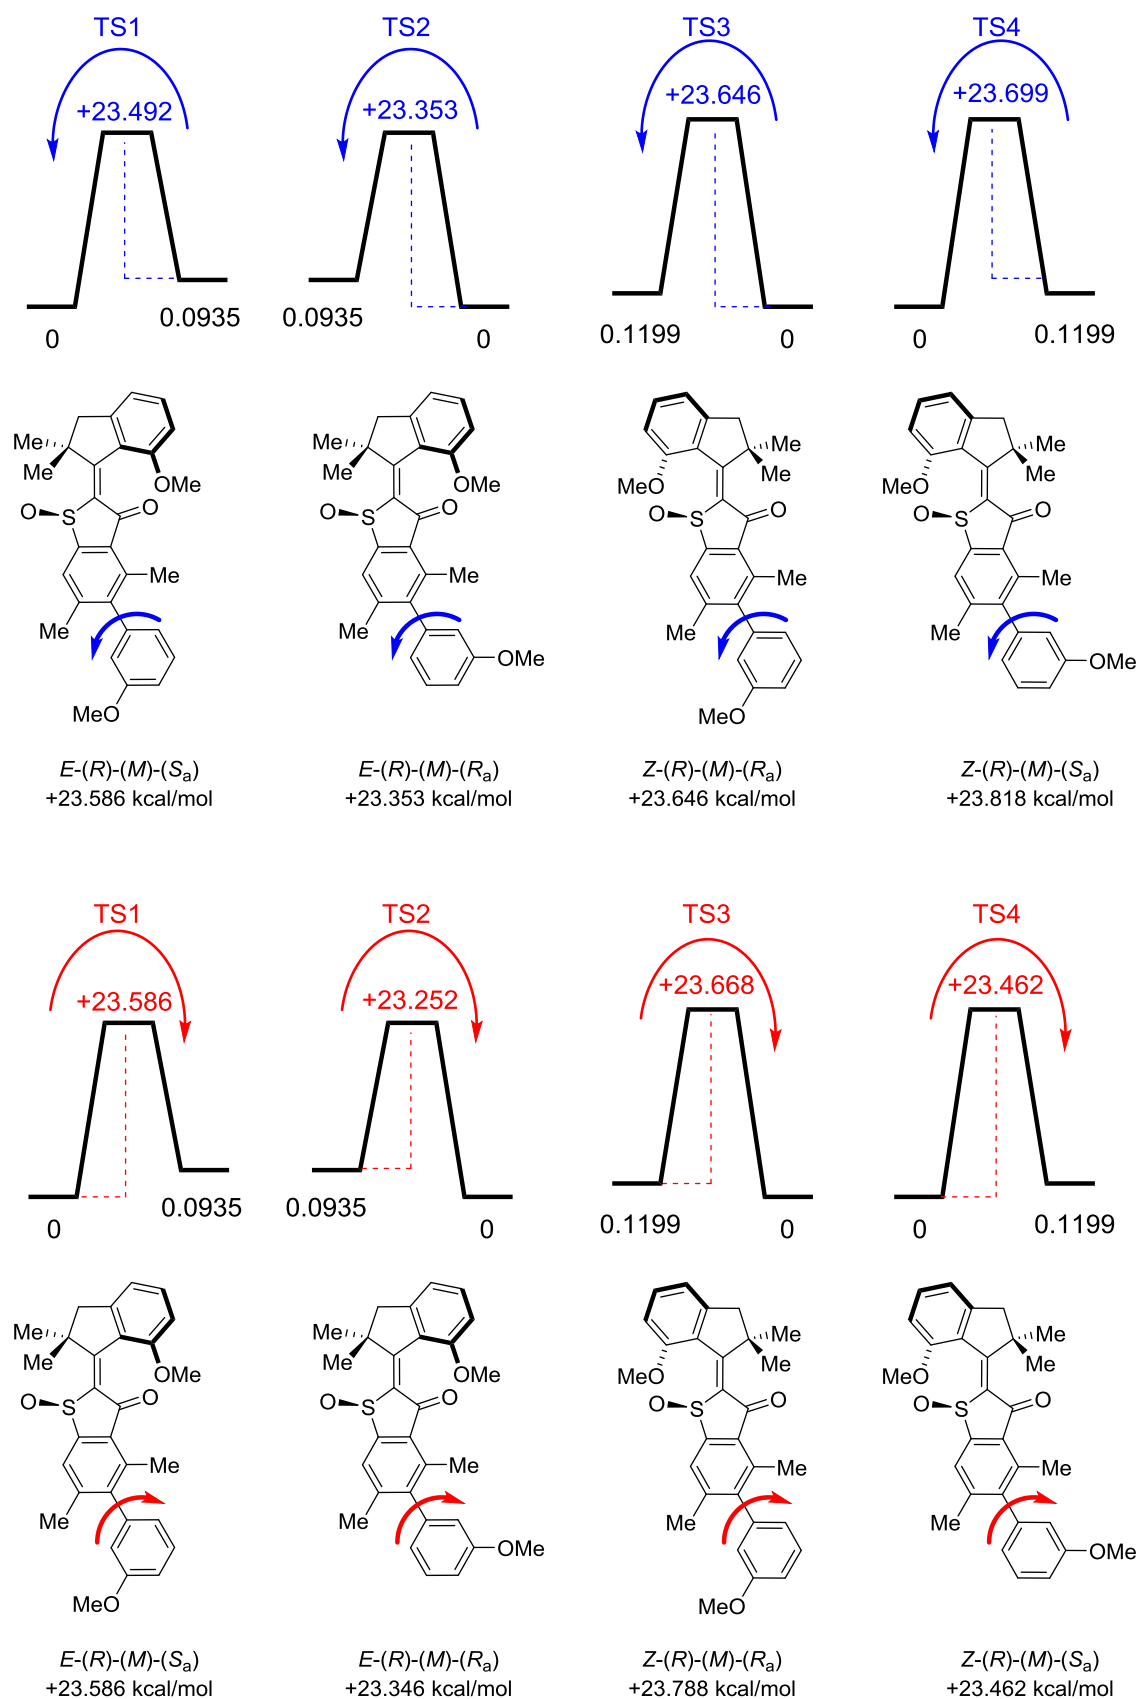 TS1 TS2 TS3 TS4
+23.492 +23.353 +23.646 +23.699
0 0.0935 0.0935 0 0.1199 0 0 0.1199
Me Me OMe O S O Me Me MeO
Me Me OMe O S O Me Me OMe
Me Me MeO O S O Me Me MeO
Me Me MeO O S O Me Me OMe
E-(R)-(M)-(Sa) E-(R)-(M)-(Ra) Z-(R)-(M)-(Ra) Z-(R)-(M)-(Sa)
+23.586 kcal/mol +23.353 kcal/mol +23.646 kcal/mol +23.818 kcal/mol
TS1 TS2 TS3 TS4
+23.586 +23.252 +23.668 +23.462
0 0.0935 0.0935 0 0.1199 0 0 0.1199
Me Me OMe O S O Me Me MeO
Me Me OMe O S O Me Me OMe
Me Me MeO O S O Me Me MeO
Me Me MeO O S O Me Me OMe
E-(R)-(M)-(Sa) E-(R)-(M)-(Ra) Z-(R)-(M)-(Ra) Z-(R)-(M)-(Sa)
+23.586 kcal/mol +23.346 kcal/mol +23.788 kcal/mol +23.462 kcal/mol